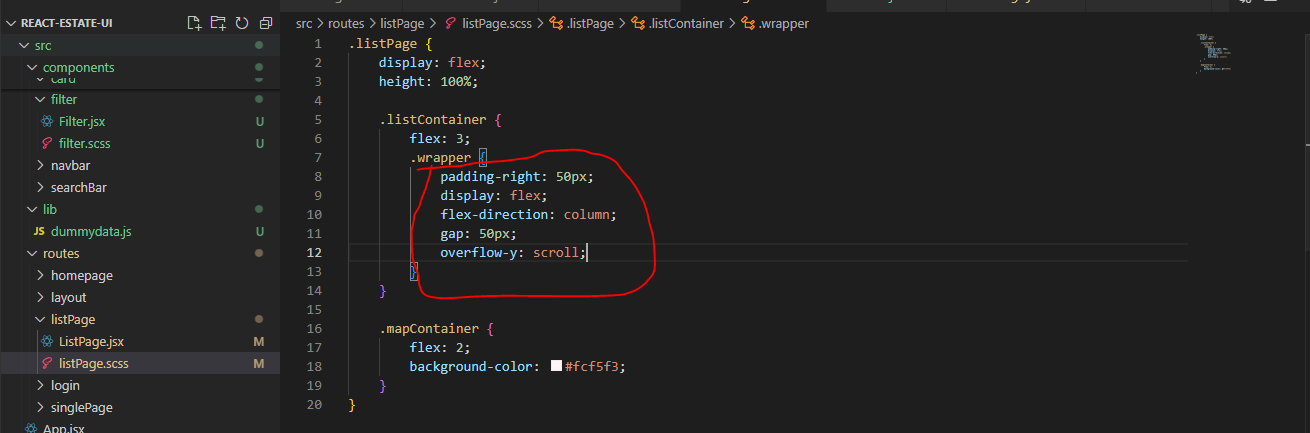 REACT-ESTATE-UI
src
components
card
filter
Filter.jsx U
filter.scss U
navbar
searchBar
lib
JS dummydata.js U
routes
homepage
layout
listPage
ListPage.jsx M
listPage.scss M
login
singlePage
App.jsx
src > routes > listPage > listPage.scss > .listPage > .listContainer > .wrapper
1 .listPage {
2 display: flex;
3 height: 100%;
4
5 .listContainer {
6 flex: 3;
7 .wrapper {
8 padding-right: 50px;
9 display: flex;
10 flex-direction: column;
11 gap: 50px;
12 overflow-y: scroll;
13 }
14 }
15
16 .mapContainer {
17 flex: 2;
18 background-color: #fcf5f3;
19 }
20 }